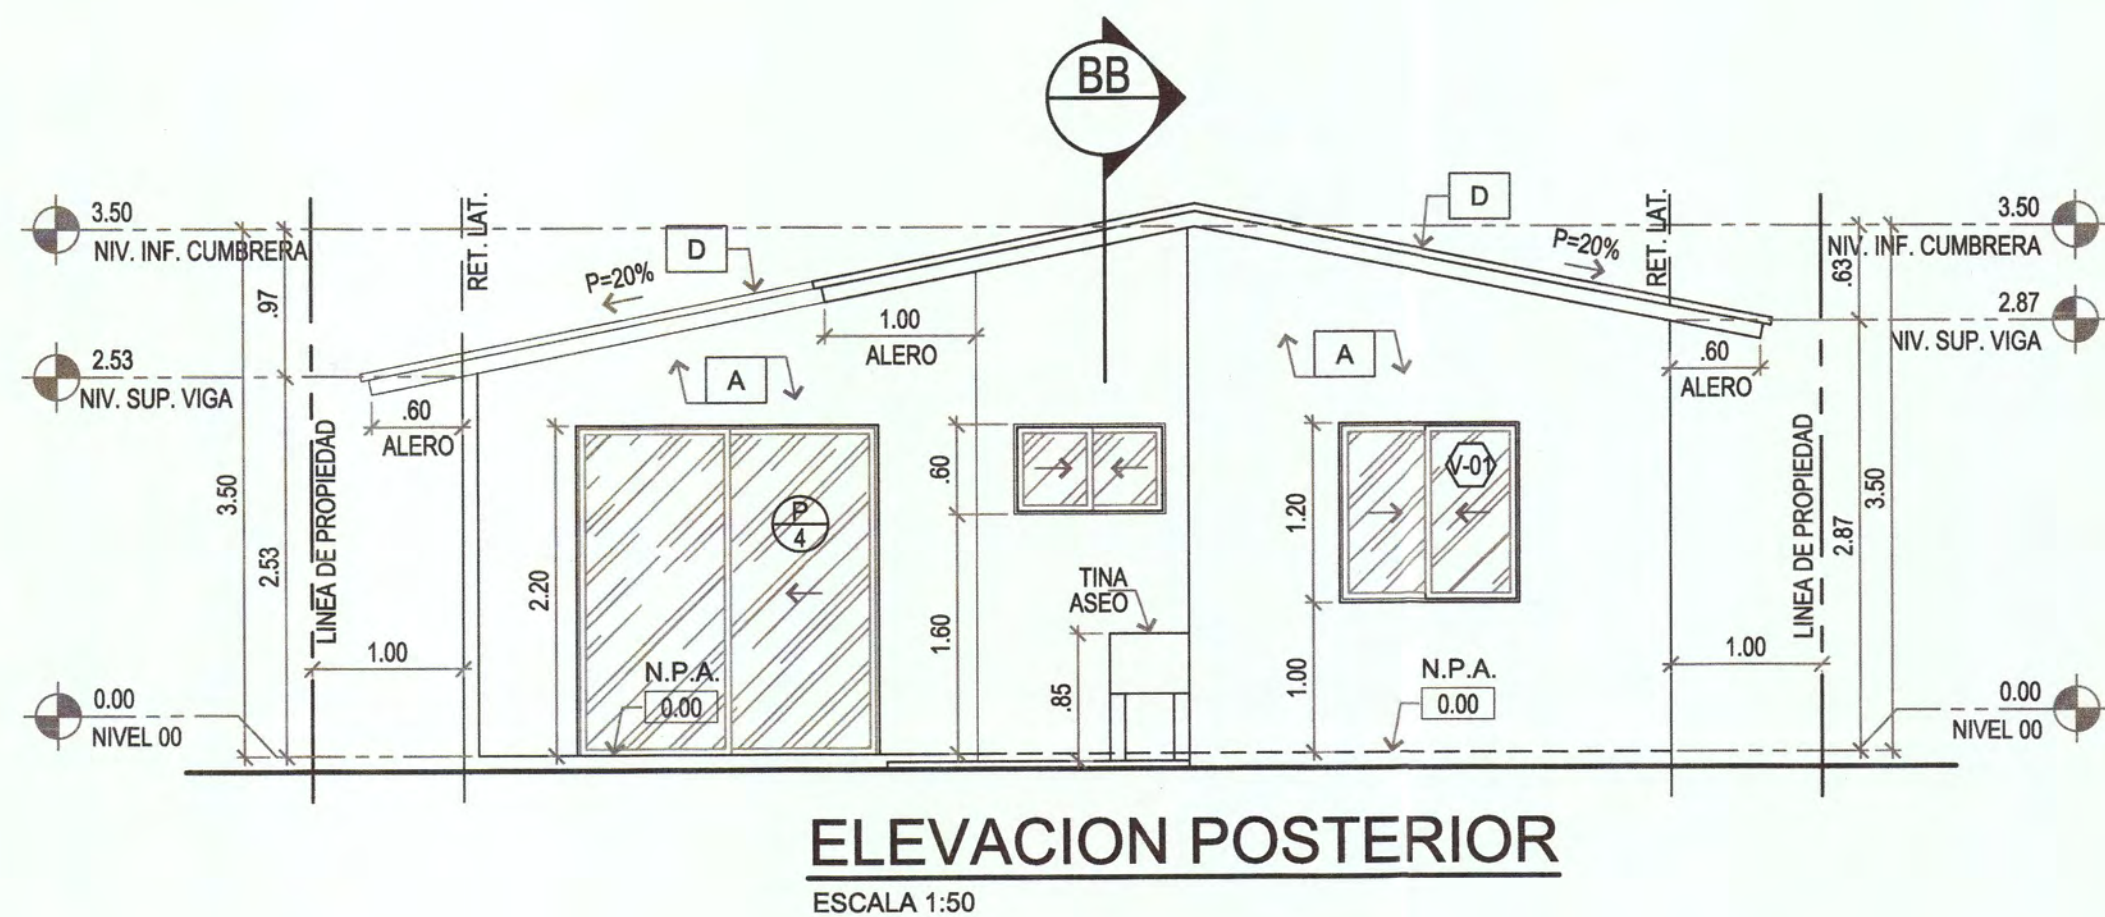 BB
3.50
NIV. INF. CUMBRERA
RET. LAT.
D
P=20%
D
P=20%
RET. LAT.
3.50
NIV. INF. CUMBRERA
.97
.63
2.53
NIV. SUP. VIGA
2.87
NIV. SUP. VIGA
1.00
ALERO
A
A
.60
ALERO
.60
ALERO
3.50
2.53
LINEA DE PROPIEDAD
2.20
P
4
.60
1.60
V-01
1.20
1.00
TINA
ASEO
.85
LINEA DE PROPIEDAD
2.87
3.50
1.00
1.00
N.P.A.
0.00
N.P.A.
0.00
0.00
NIVEL 00
0.00
NIVEL 00
ELEVACION POSTERIOR
ESCALA 1:50